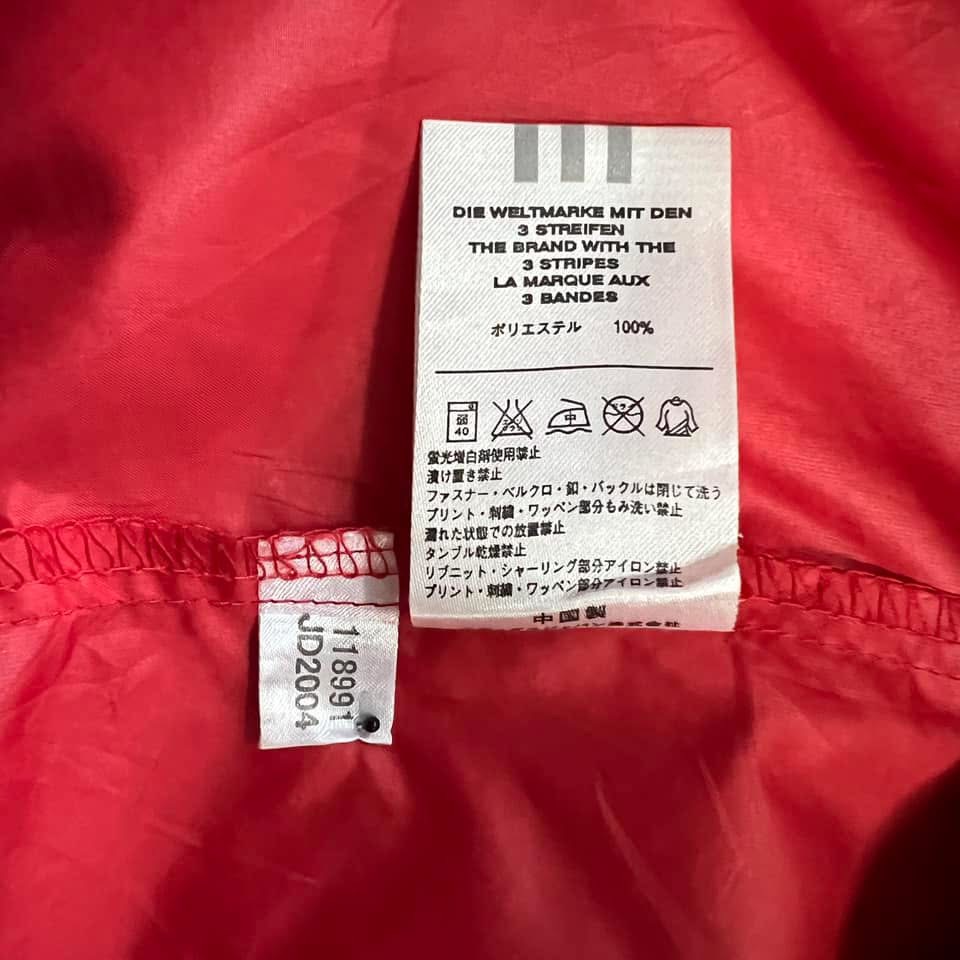 DIE WELTMARKE MIT DEN
3 STREIFEN
THE BRAND WITH THE
3 STRIPES
LA MARQUE AUX
3 BANDES
ポリエステル 100%
40
中
蛍光増白剤使用禁止
漬け置き禁止
ファスナー・ベルクロ・釦・バックルは閉じて洗う
プリント・刺繍・ワッペン部分もみ洗い禁止
濡れた状態での放置禁止
タンブル乾燥禁止
リブニット・シャーリング部分アイロン禁止
プリント・刺繍・ワッペン部分アイロン禁止
中国製
株式会社
118991
JD2004